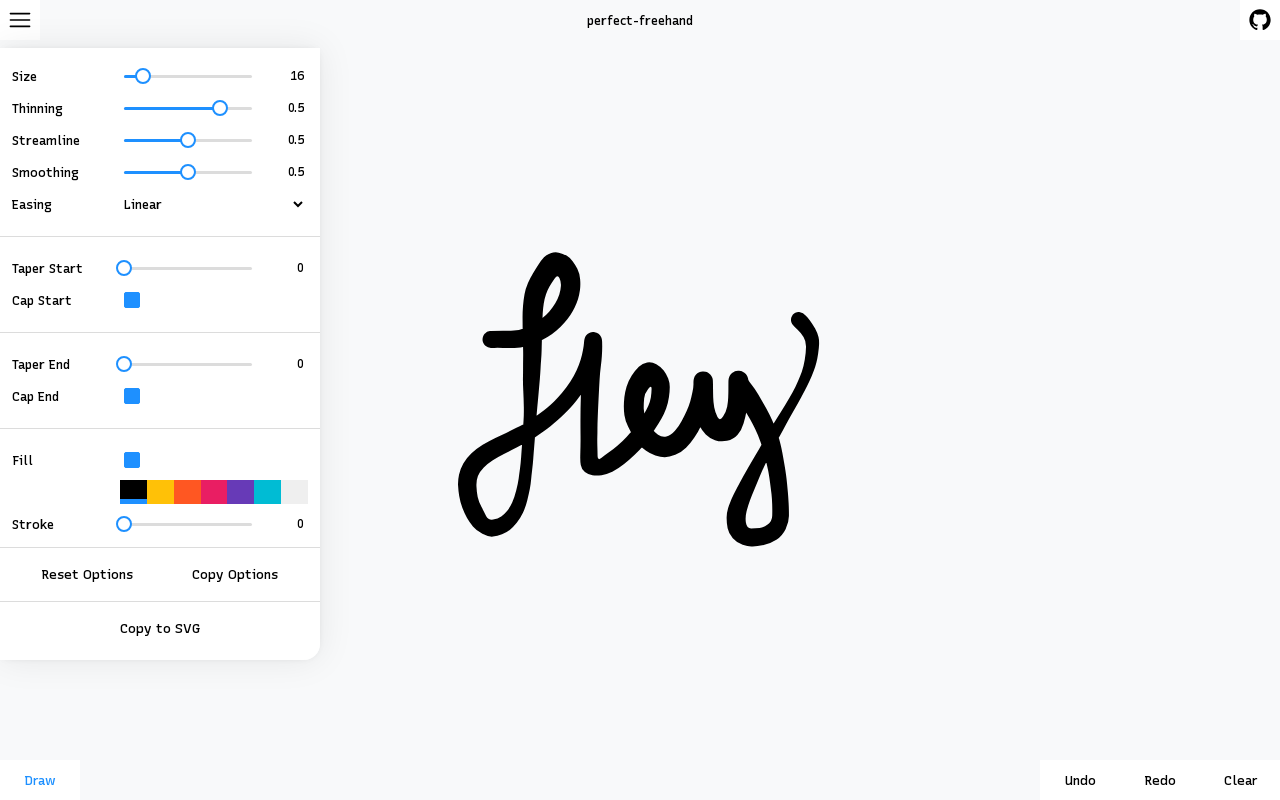 perfect-freehand
Size 16
Thinning 0.5
Streamline 0.5
Smoothing 0.5
Easing Linear
Taper Start 0
Cap Start
Taper End 0
Cap End
Fill
Stroke 0
Reset Options Copy Options
Copy to SVG
Hey
Draw Undo Redo Clear